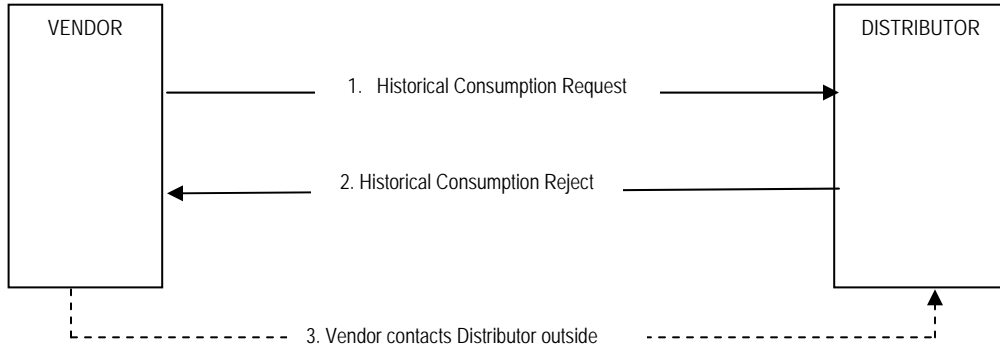 VENDOR
DISTRIBUTOR
1. Historical Consumption Request
2. Historical Consumption Reject
3. Vendor contacts Distributor outside